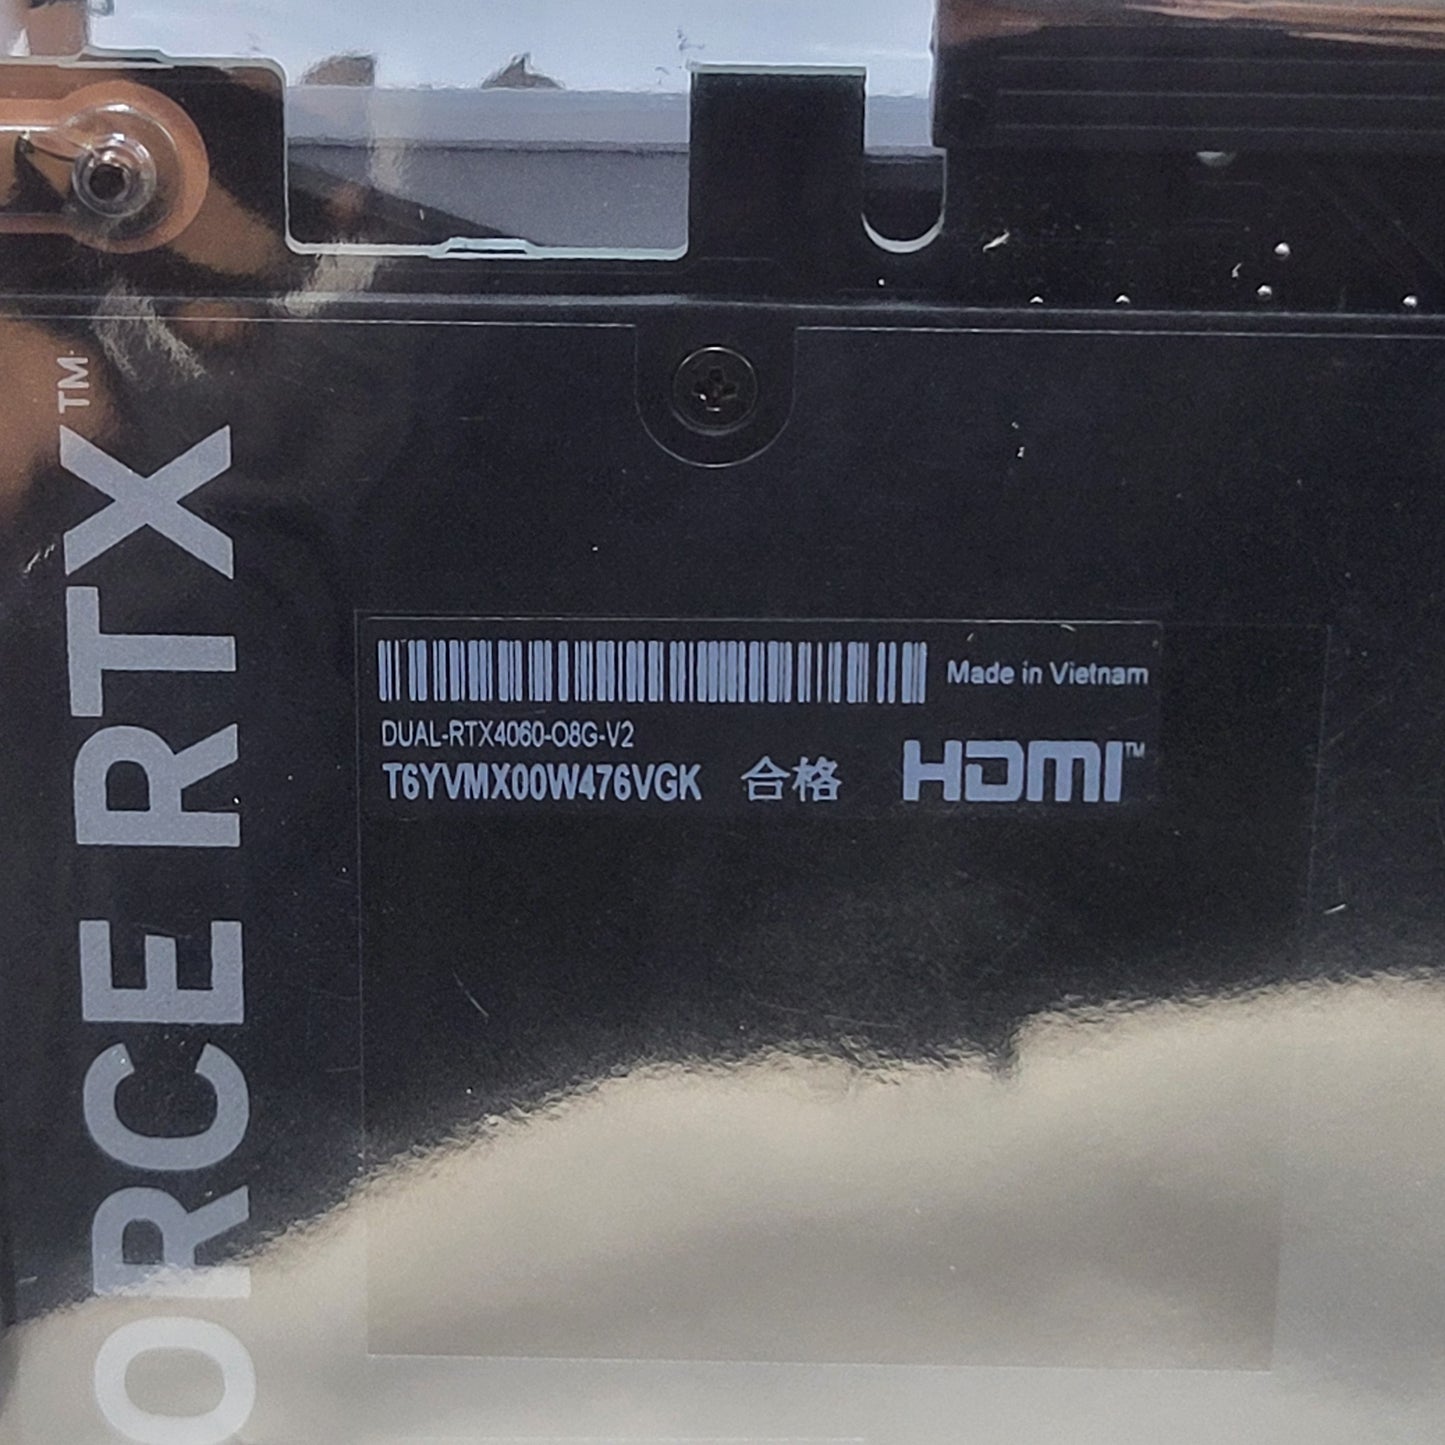 ORCE RTX™
Made in Vietnam
DUAL-RTX4060-O8G-V2
T6YVMX00W476VGK 合格 HDMI™